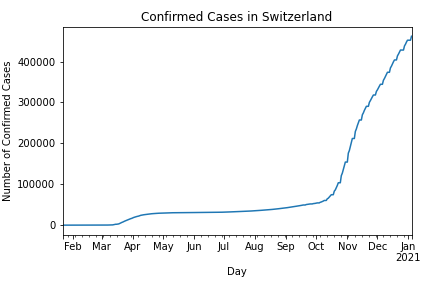 Confirmed Cases in Switzerland
Number of Confirmed Cases
400000
300000
200000
100000
0
Feb Mar Apr May Jun Jul Aug Sep Oct Nov Dec Jan
2021
Day